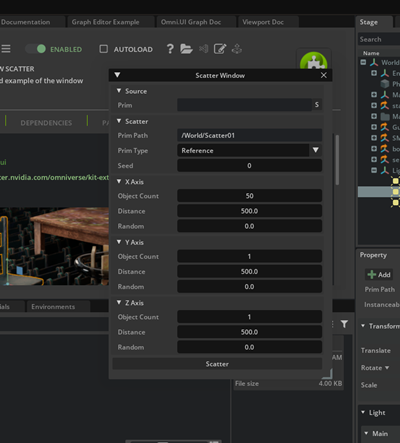 Documentation
Graph Editor Example
Omni.UI Graph Doc
Viewport Doc
Stage
ENABLED
AUTOLOAD
?
Search
Name
W SCATTER
d example of the window
Scatter Window
World
Source
Prim S
Scatter
Prim Path /World/Scatter01
Prim Type Reference
Seed 0
DEPENDENCIES
PA
ui
ter.nvidia.com/omniverse/kit-ext
X Axis
Object Count 50
Distance 500.0
Random 0.0
Y Axis
Object Count 1
Distance 500.0
Random 0.0
Z Axis
Object Count 1
Distance 500.0
Random 0.0
Scatter
ials
Environments
AM
File size 4.00 KB
Property
Add
Prim Path
Instanceab
Transform
Translate
Rotate
Scale
Light
Main